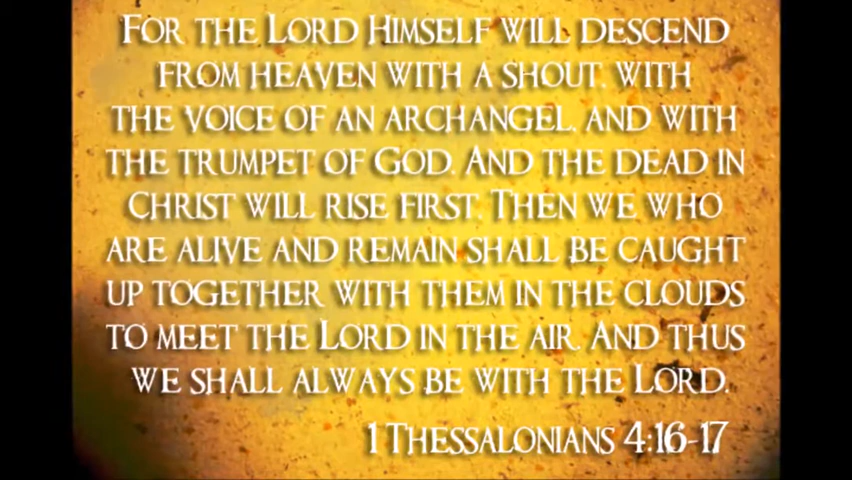 For the Lord Himself will descend
from heaven with a shout, with
the voice of an archangel, and with
the trumpet of God. And the dead in
Christ will rise first. Then we who
are alive and remain shall be caught
up together with them in the clouds
to meet the Lord in the air. And thus
we shall always be with the Lord.
1 Thessalonians 4:16-17